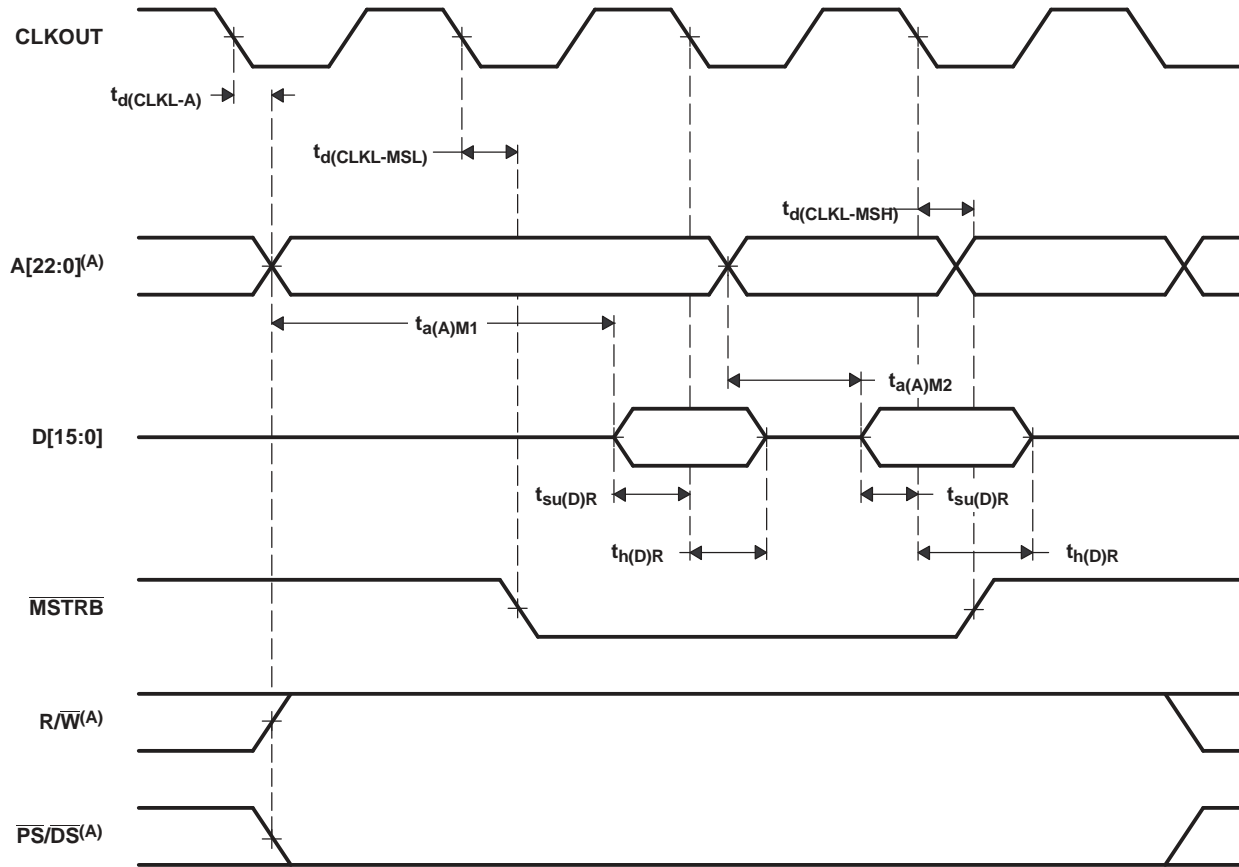 CLKOUT
td(CLKL-A)
td(CLKL-MSL)
td(CLKL-MSH)
A[22:0](A)
ta(A)M1
ta(A)M2
D[15:0]
tsu(D)R
tsu(D)R
th(D)R
th(D)R
MSTRB
R/W(A)
PS/DS(A)